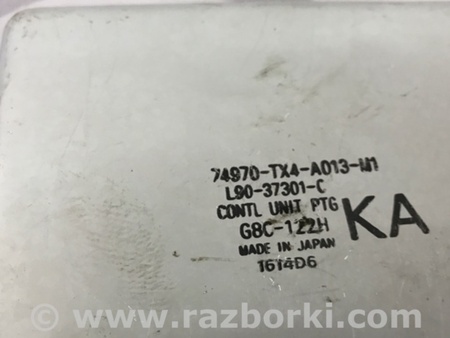 74970-TX4-A013-M1
L90-37301-C
CONTL UNIT PTG
G8C-122H
KA
MADE IN JAPAN
1614D6
www.razborki.com